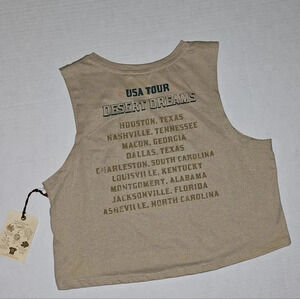 USA TOUR
DESERT DREAMS
HOUSTON, TEXAS
NASHVILLE, TENNESSEE
MACON, GEORGIA
DALLAS, TEXAS
CHARLESTON, SOUTH CAROLINA
LOUISVILLE, KENTUCKY
MONTGOMERY, ALABAMA
JACKSONVILLE, FLORIDA
ASHEVILLE, NORTH CAROLINA